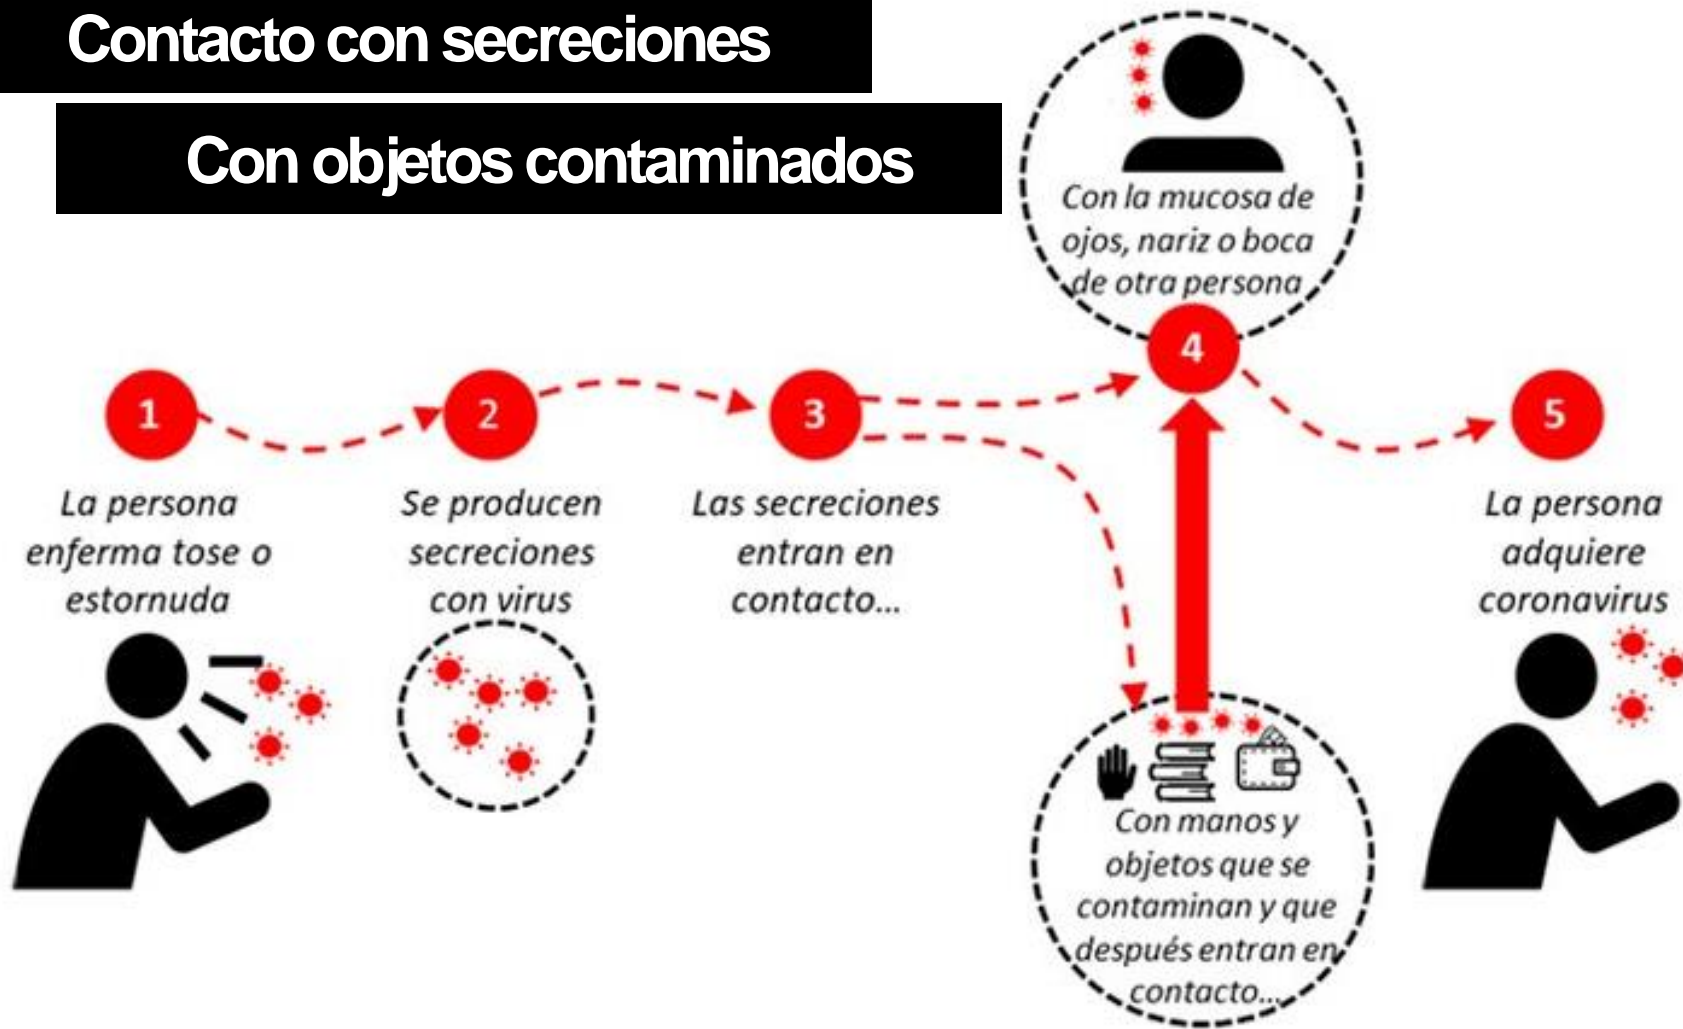 Contacto con secreciones
Con objetos contaminados
1
La persona
enferma tose o
estornuda
2
Se producen
secreciones
con virus
3
Las secreciones
entran en
contacto...
Con la mucosa de
ojos, nariz o boca
de otra persona
4
Con manos y
objetos que se
contaminan y que
después entran en
contacto...
5
La persona
adquiere
coronavirus